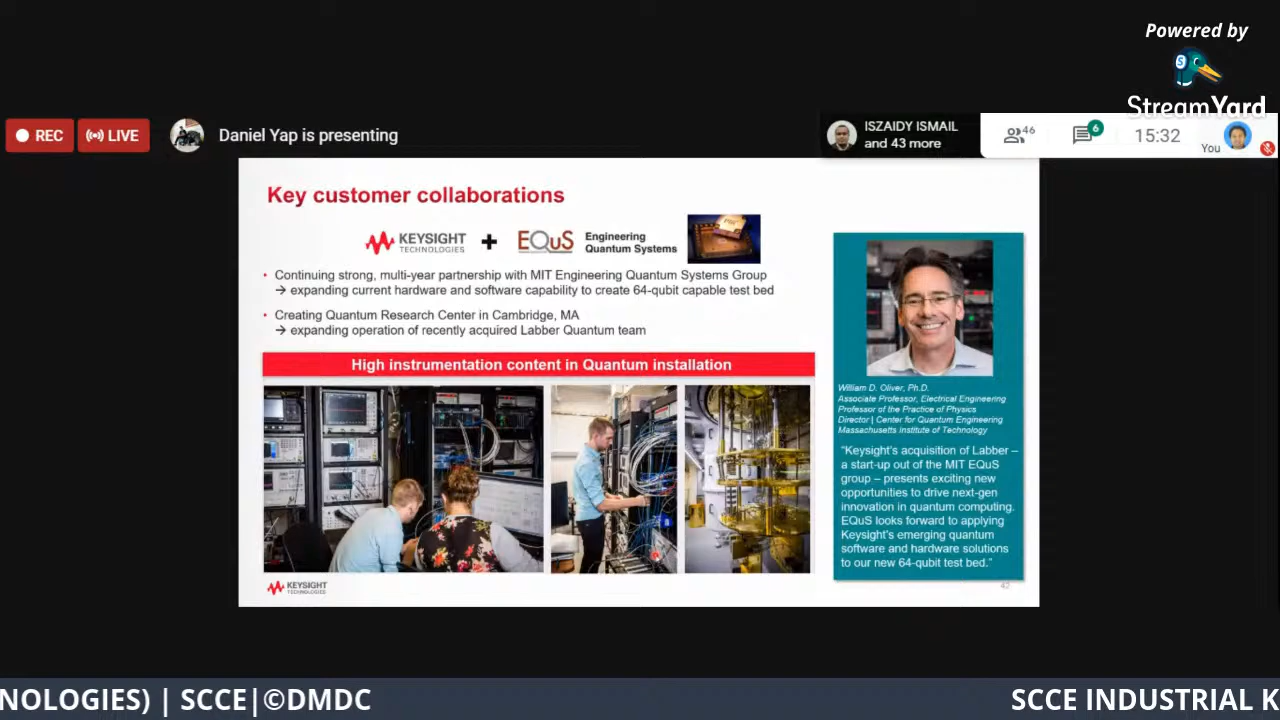 Powered by
StreamYard
REC
LIVE
Daniel Yap is presenting
ISZAIDY ISMAIL
and 43 more
46
6
15:32
You
Key customer collaborations
KEYSIGHT
TECHNOLOGIES
+
EQuS
Engineering
Quantum Systems
• Continuing strong, multi-year partnership with MIT Engineering Quantum Systems Group
→ expanding current hardware and software capability to create 64-qubit capable test bed
• Creating Quantum Research Center in Cambridge, MA
→ expanding operation of recently acquired Labber Quantum team
High instrumentation content in Quantum installation
William D. Oliver, Ph.D.
Associate Professor, Electrical Engineering
Professor of the Practice of Physics
Director | Center for Quantum Engineering
Massachusetts Institute of Technology
"Keysight's acquisition of Labber –
a start-up out of the MIT EQuS
group – presents exciting new
opportunities to drive next-gen
innovation in quantum computing.
EQuS looks forward to applying
Keysight's emerging quantum
software and hardware solutions
to our new 64-qubit test bed."
KEYSIGHT
TECHNOLOGIES
NOLOGIES) | SCCE|©DMDC
SCCE INDUSTRIAL K